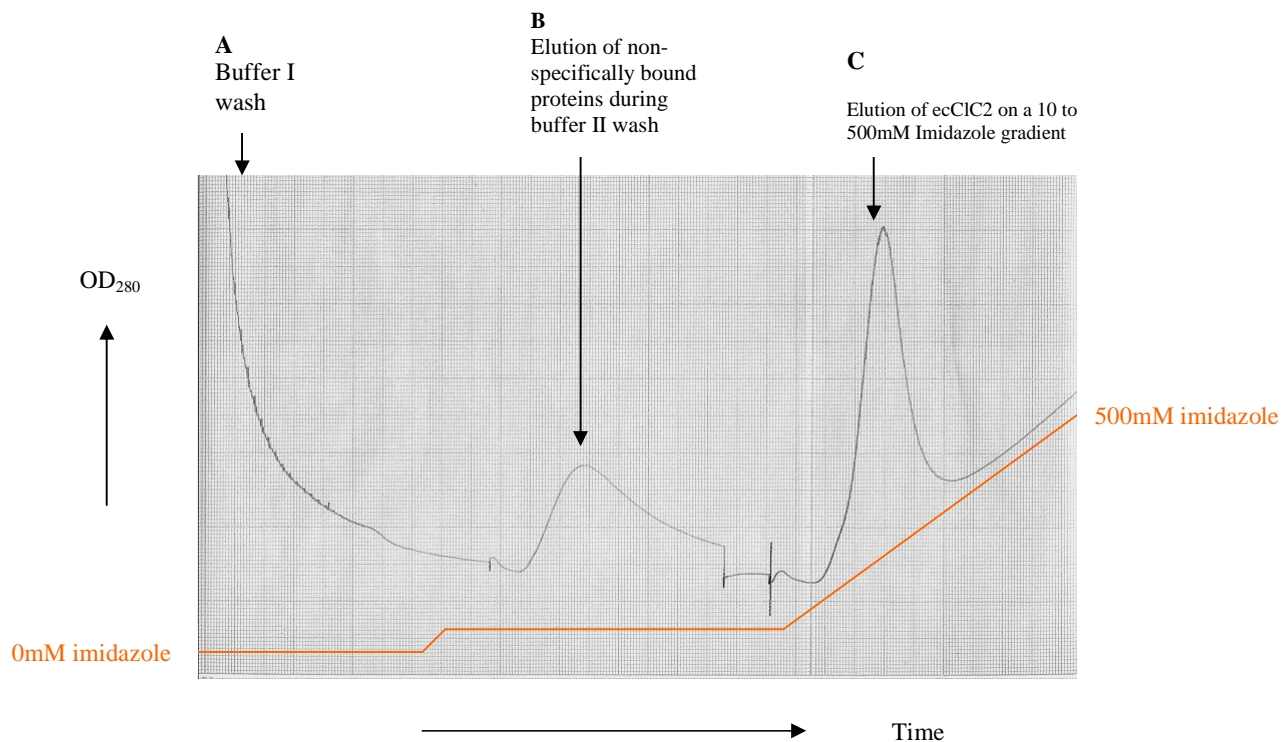 A
Buffer I
wash
B
Elution of non-
specifically bound
proteins during
buffer II wash
C
Elution of ecClC2 on a 10 to
500mM Imidazole gradient
OD₂₈₀
500mM imidazole
0mM imidazole
Time